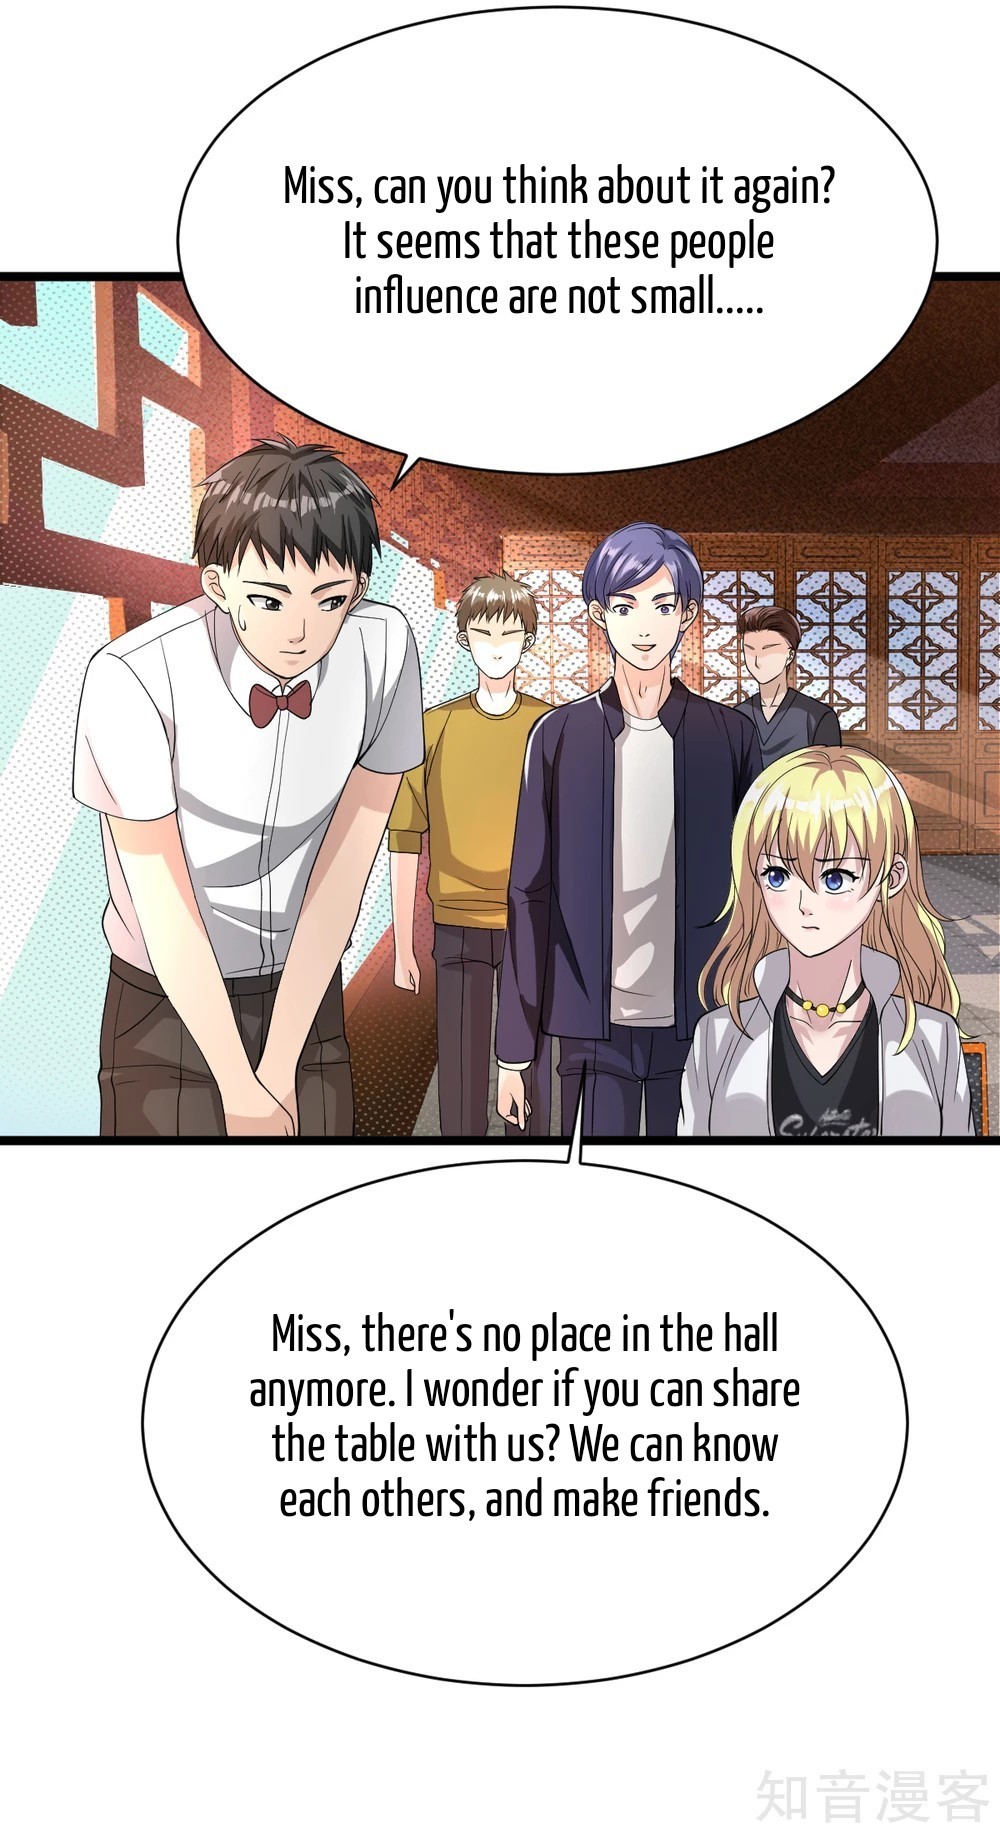 Miss, can you think about it again?
It seems that these people
influence are not small.....
Miss, there's no place in the hall
anymore. I wonder if you can share
the table with us? We can know
each others, and make friends.
知音漫客